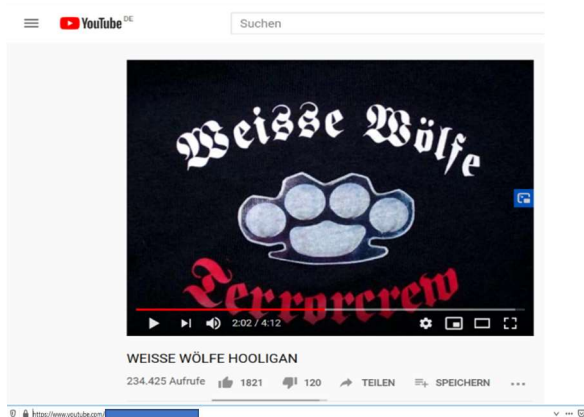 YouTube DE
Suchen
Weisse Wölfe
Terrorcrew
2:02 / 4:12
WEISSE WÖLFE HOOLIGAN
234.425 Aufrufe 1821 120 TEILEN SPEICHERN
https://www.youtube.com/